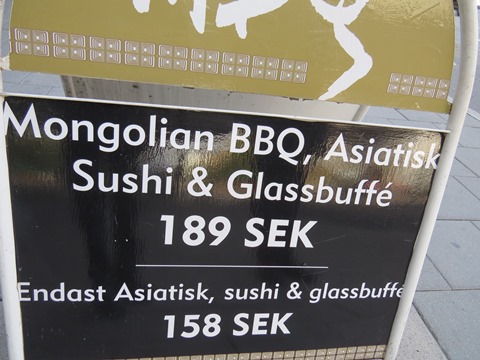 Mongolian BBQ, Asiatisk
Sushi & Glassbuffé
189 SEK
Endast Asiatisk, sushi & glassbuffé
158 SEK